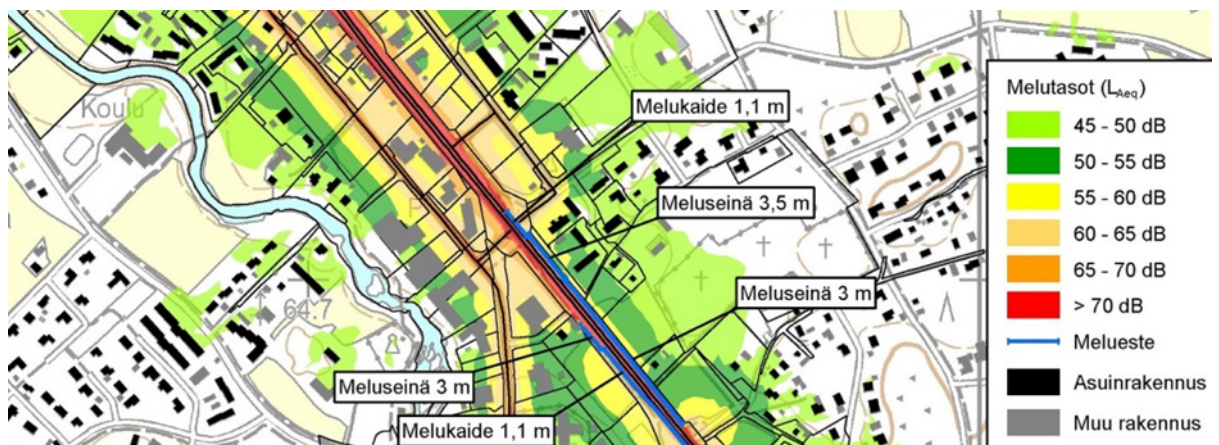 Koulu
64.7
Melukaide 1,1 m
Meluseinä 3,5 m
Meluseinä 3 m
Meluseinä 3 m
Melukaide 1,1 m
Melutasot (LAeq)
45 - 50 dB
50 - 55 dB
55 - 60 dB
60 - 65 dB
65 - 70 dB
> 70 dB
Melueste
Asuinrakennus
Muu rakennus